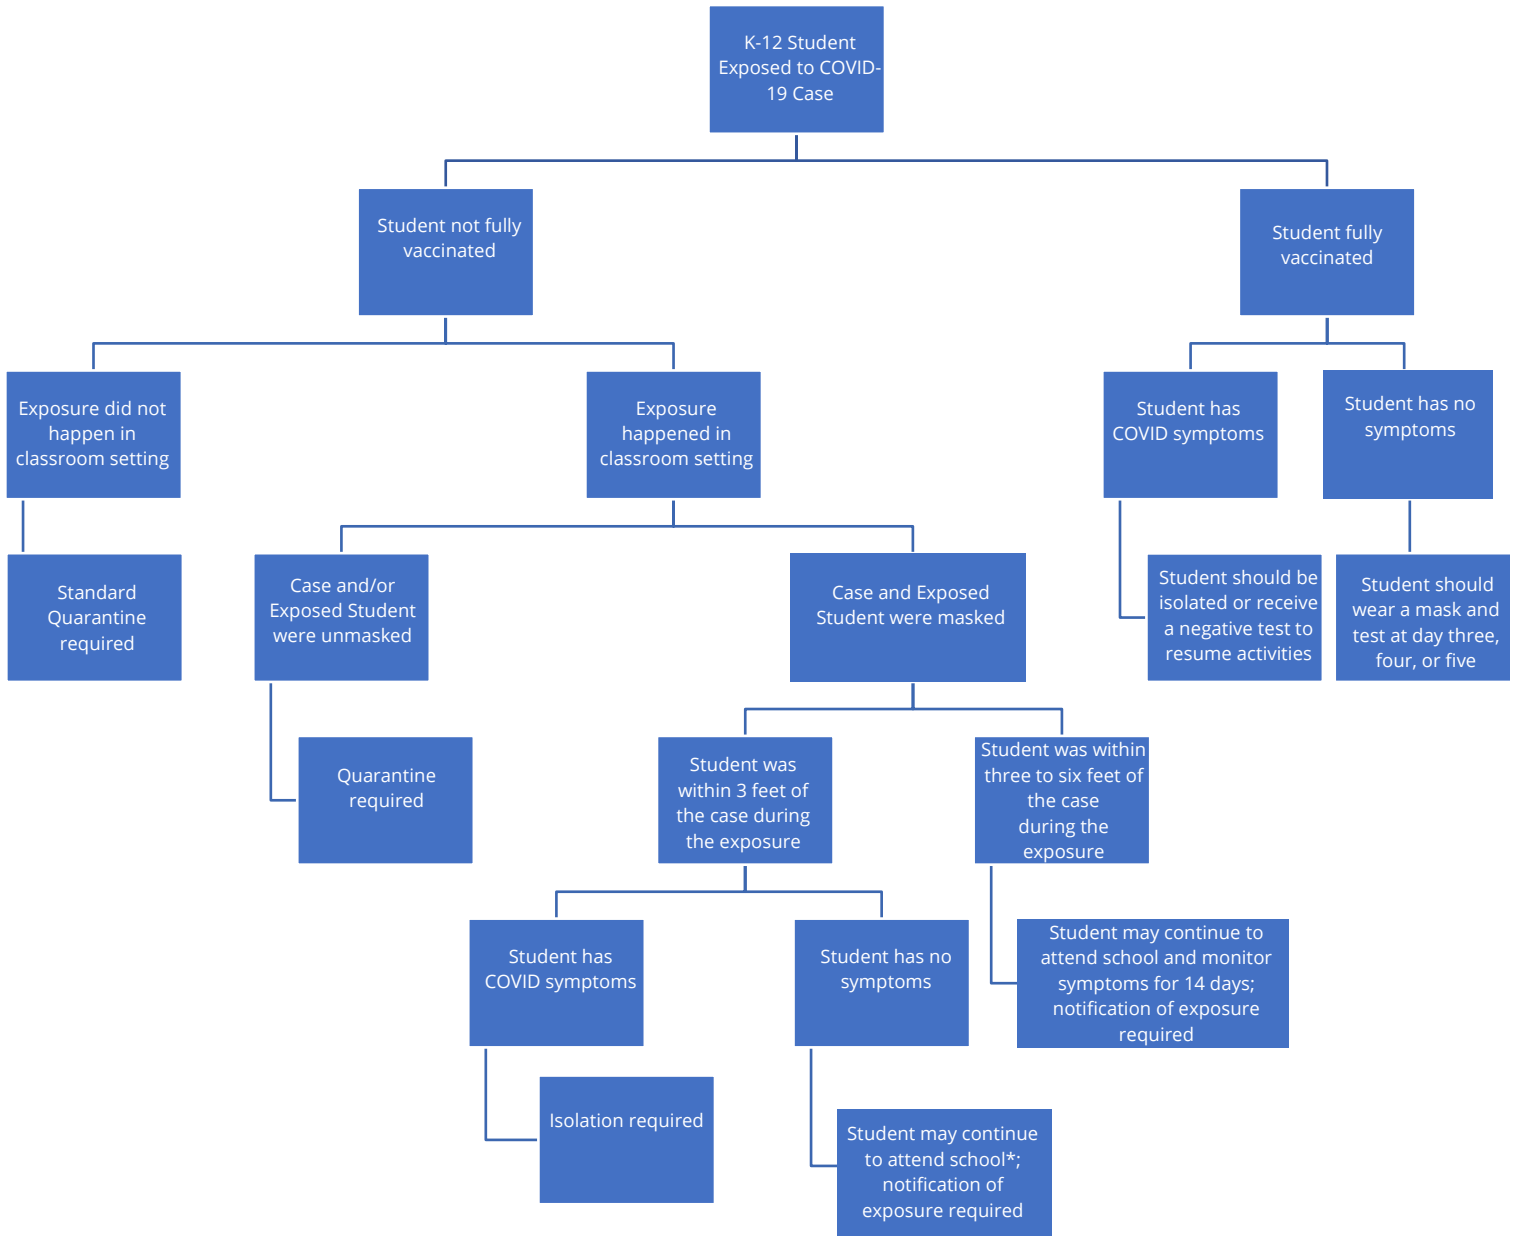 K-12 Student
Exposed to COVID-
19 Case
Student not fully
vaccinated
Student fully
vaccinated
Exposure did not
happen in
classroom setting
Exposure
happened in
classroom setting
Student has
COVID symptoms
Student has no
symptoms
Standard
Quarantine
required
Case and/or
Exposed Student
were unmasked
Case and Exposed
Student were masked
Student should be
isolated or receive
a negative test to
resume activities
Student should
wear a mask and
test at day three,
four, or five
Quarantine
required
Student was
within 3 feet of
the case during
the exposure
Student was within
three to six feet of
the case
during the
exposure
Student has
COVID symptoms
Student has no
symptoms
Student may continue to
attend school and monitor
symptoms for 14 days;
notification of exposure
required
Isolation required
Student may continue
to attend school*;
notification of
exposure required